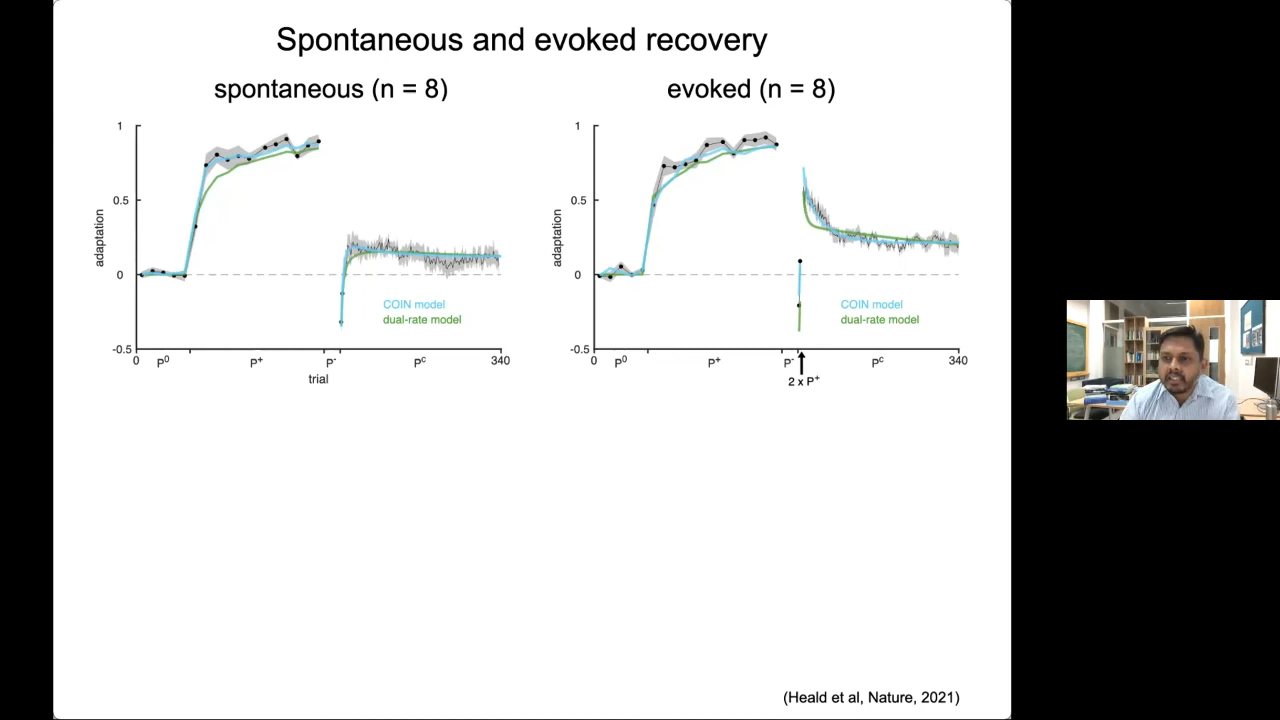 Spontaneous and evoked recovery
spontaneous (n = 8)
1
0.5
0
-0.5
adaptation
COIN model
dual-rate model
0
P⁰
P⁺
P⁻
Pᶜ
340
trial
evoked (n = 8)
1
0.5
0
-0.5
adaptation
COIN model
dual-rate model
0
P⁰
P⁺
P⁻
Pᶜ
340
2 x P⁺
(Heald et al, Nature, 2021)